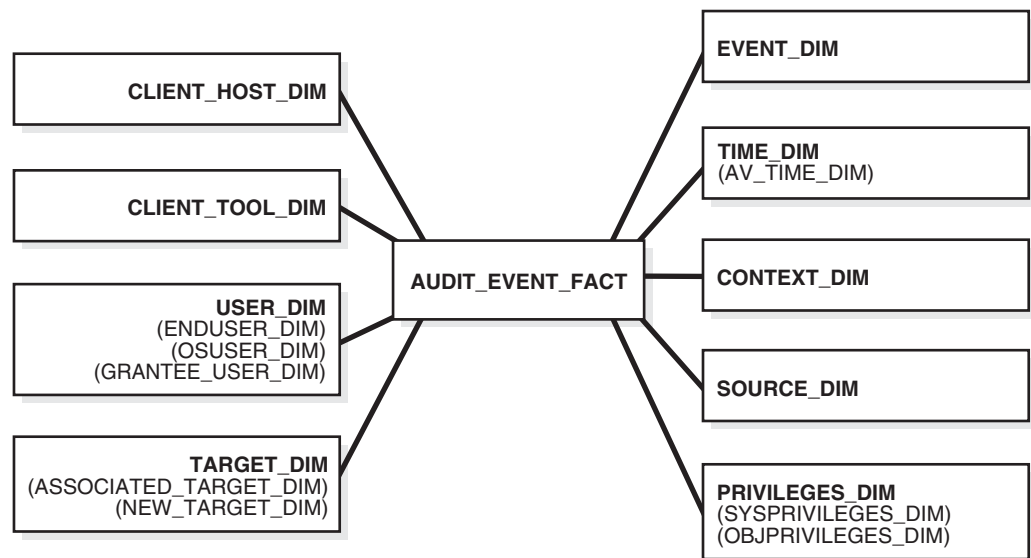 CLIENT_HOST_DIM
CLIENT_TOOL_DIM
USER_DIM
(ENDUSER_DIM)
(OSUSER_DIM)
(GRANTEE_USER_DIM)
TARGET_DIM
(ASSOCIATED_TARGET_DIM)
(NEW_TARGET_DIM)
AUDIT_EVENT_FACT
EVENT_DIM
TIME_DIM
(AV_TIME_DIM)
CONTEXT_DIM
SOURCE_DIM
PRIVILEGES_DIM
(SYSPRIVILEGES_DIM)
(OBJPRIVILEGES_DIM)